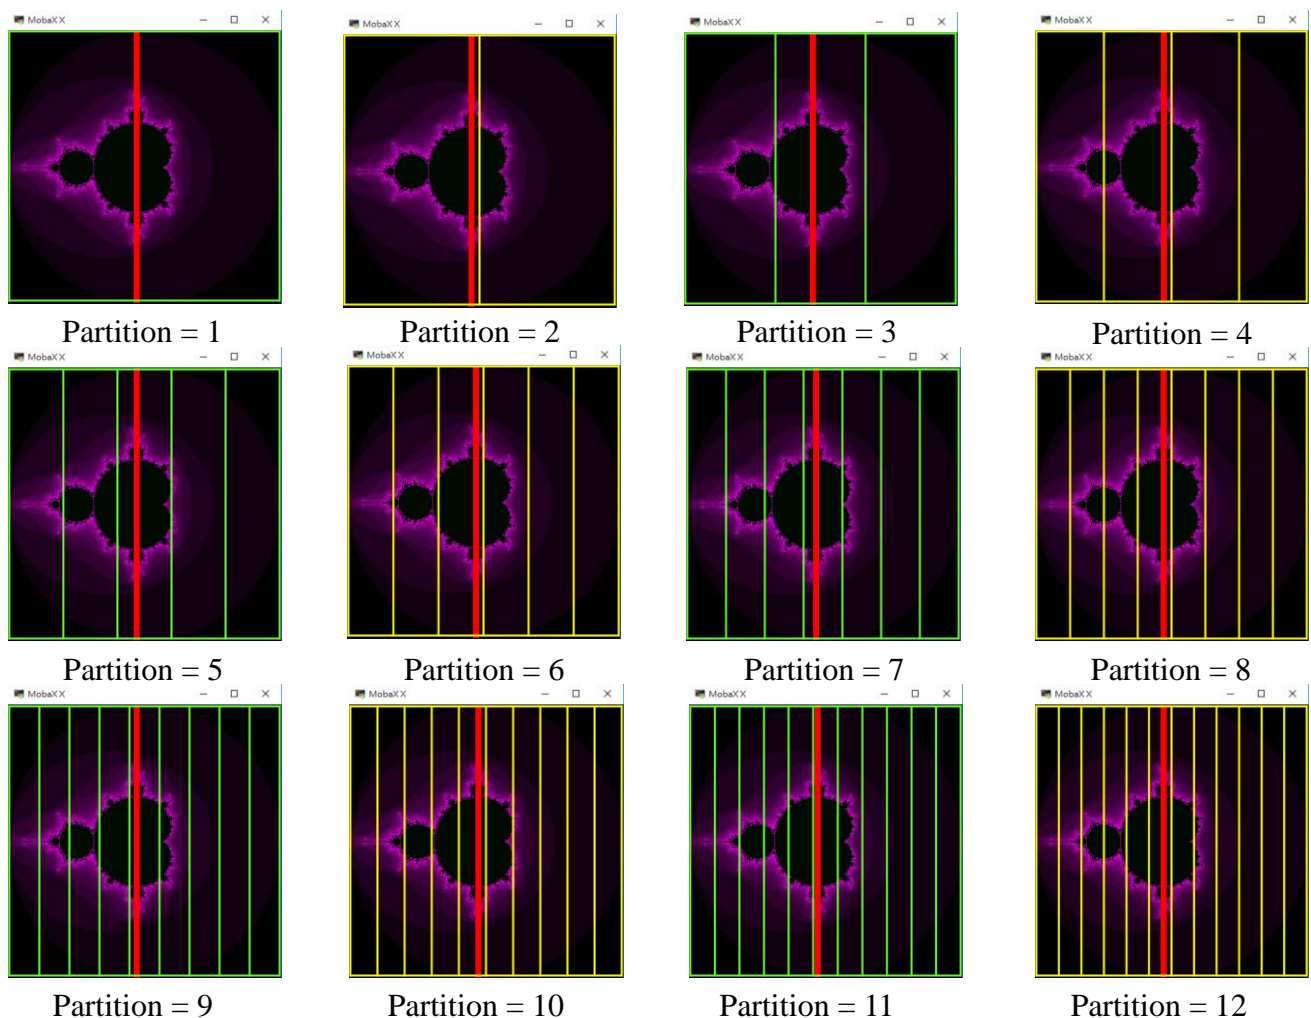 MobaXX
MobaXX
MobaXX
MobaXX
Partition = 1
Partition = 2
Partition = 3
Partition = 4
MobaXX
MobaXX
MobaXX
MobaXX
Partition = 5
Partition = 6
Partition = 7
Partition = 8
MobaXX
MobaXX
MobaXX
MobaXX
Partition = 9
Partition = 10
Partition = 11
Partition = 12